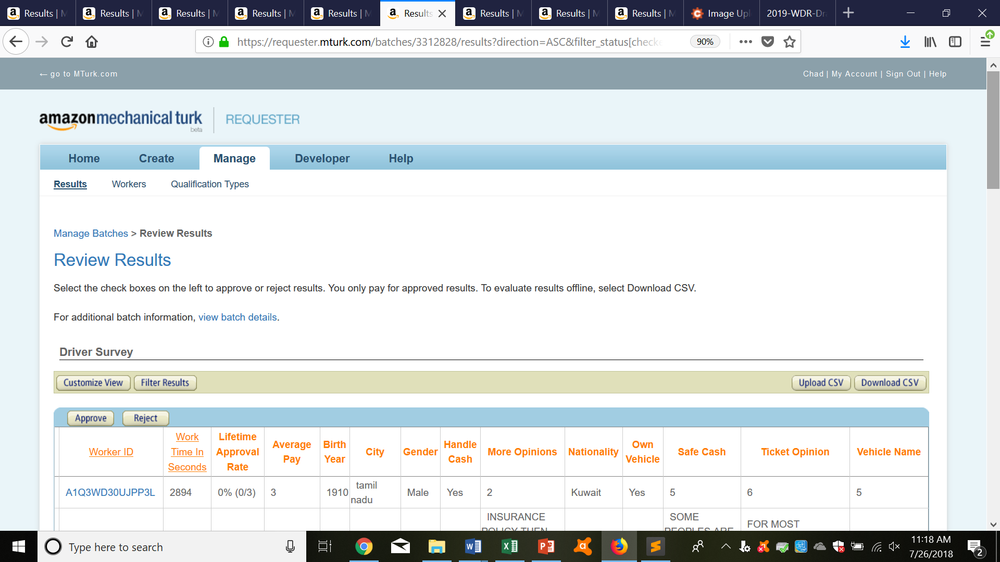 Results | M Results | M Results | M Results | M Results | M Results Results | M Results | M Results | M Image Upl 2019-WDR-Dra
https://requester.mturk.com/batches/3312828/results?direction=ASC&filter_status[checke 90%
← go to MTurk.com Chad | My Account | Sign Out | Help
amazonmechanical turk REQUESTER
beta
Home Create Manage Developer Help
Results Workers Qualification Types
Manage Batches > Review Results
Review Results
Select the check boxes on the left to approve or reject results. You only pay for approved results. To evaluate results offline, select Download CSV.
For additional batch information, view batch details.
Driver Survey
Customize View Filter Results Upload CSV Download CSV
Approve Reject
Worker ID Work Time In Seconds Lifetime Approval Rate Average Pay Birth Year City Gender Handle Cash More Opinions Nationality Own Vehicle Safe Cash Ticket Opinion Vehicle Name
A1Q3WD30UJPP3L 2894 0% (0/3) 3 1910 tamil nadu Male Yes 2 Kuwait Yes 5 6 5
INSURANCE SOME FOR MOST
POLICY THEN PEOPLES ARE
Type here to search 11:18 AM
7/26/2018 2